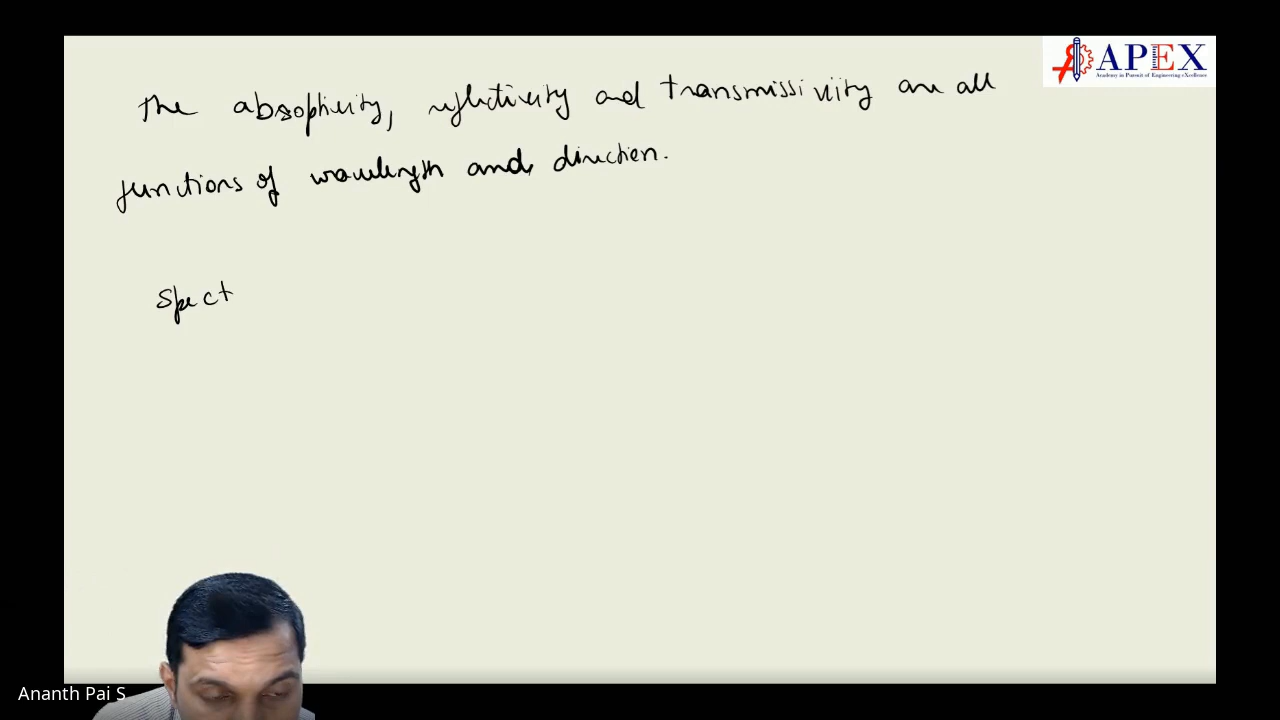 The absorptivity, reflectivity and transmissivity are all
APEX
Academy in Pursuit of Engineering eXcellence
functions of wavelength and direction.
Spect
Ananth Pai S